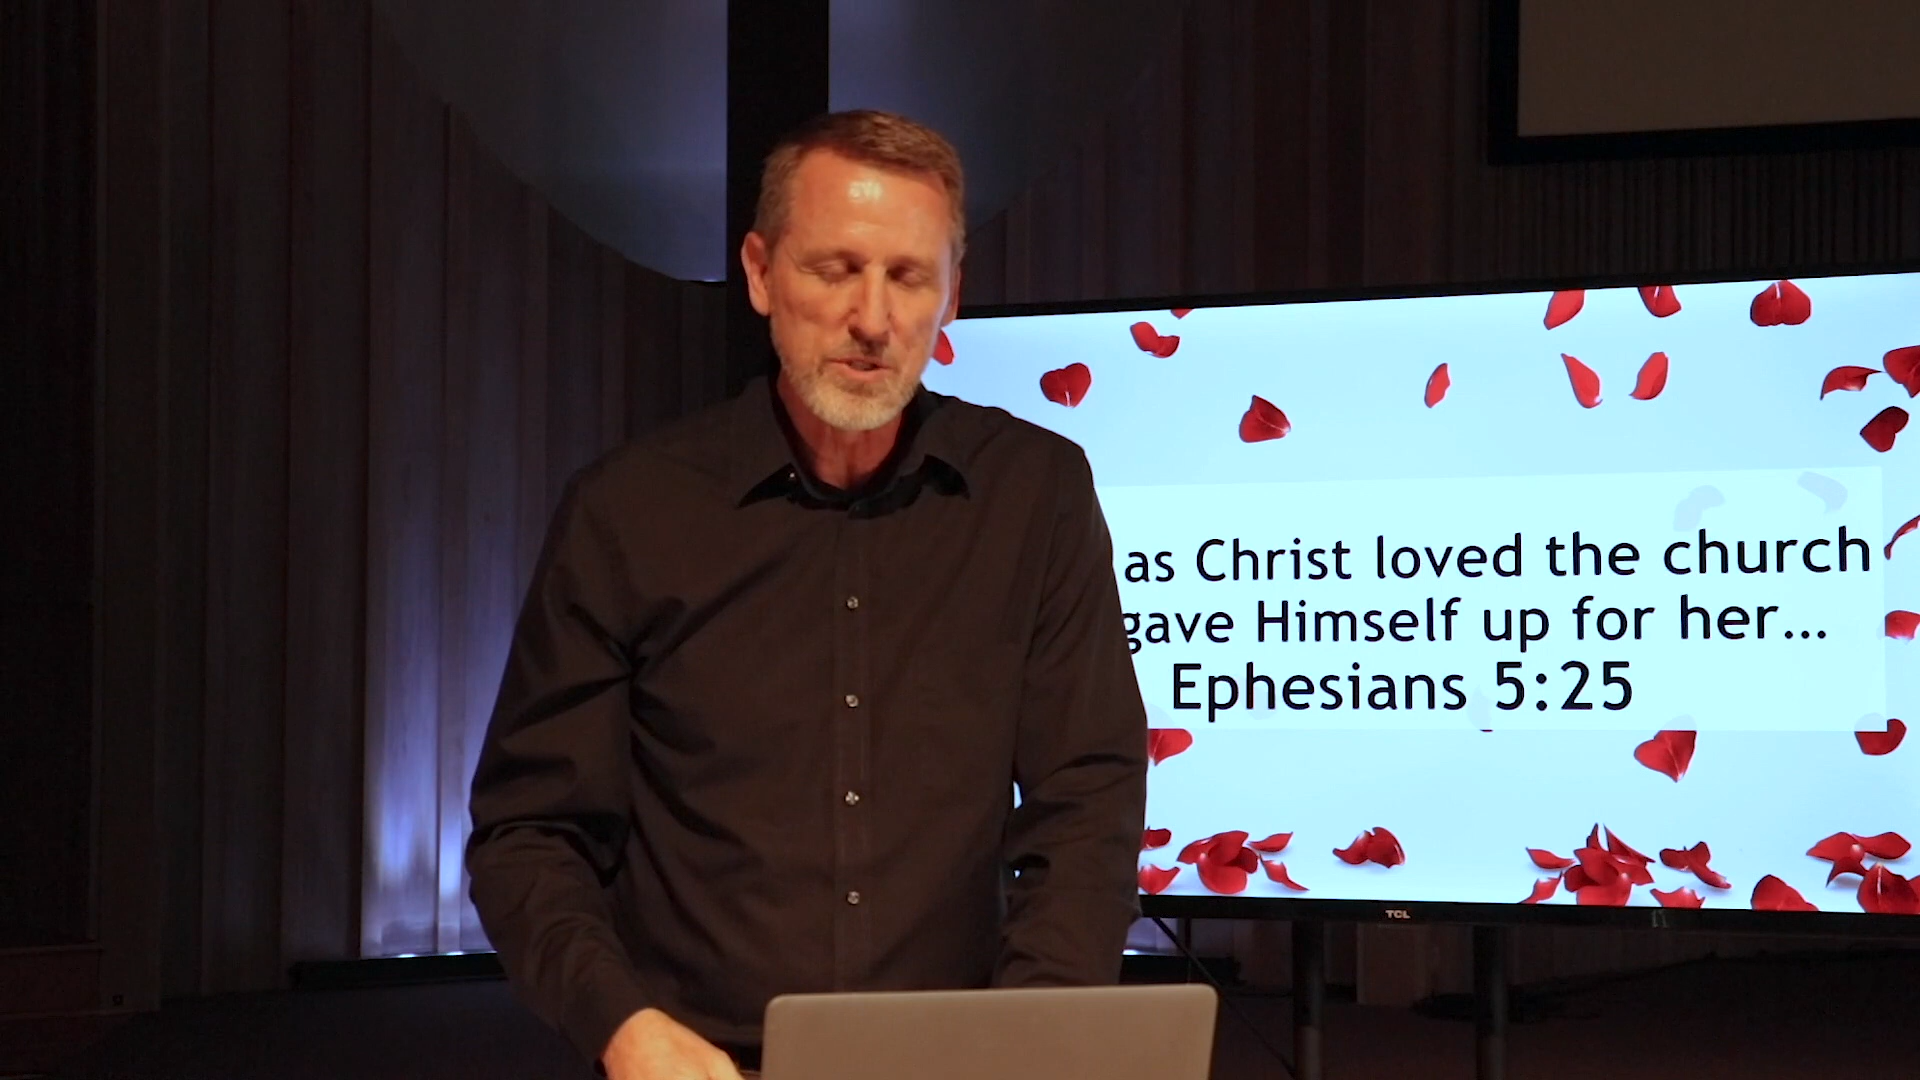 as Christ loved the church
gave Himself up for her...
Ephesians 5:25
TCL